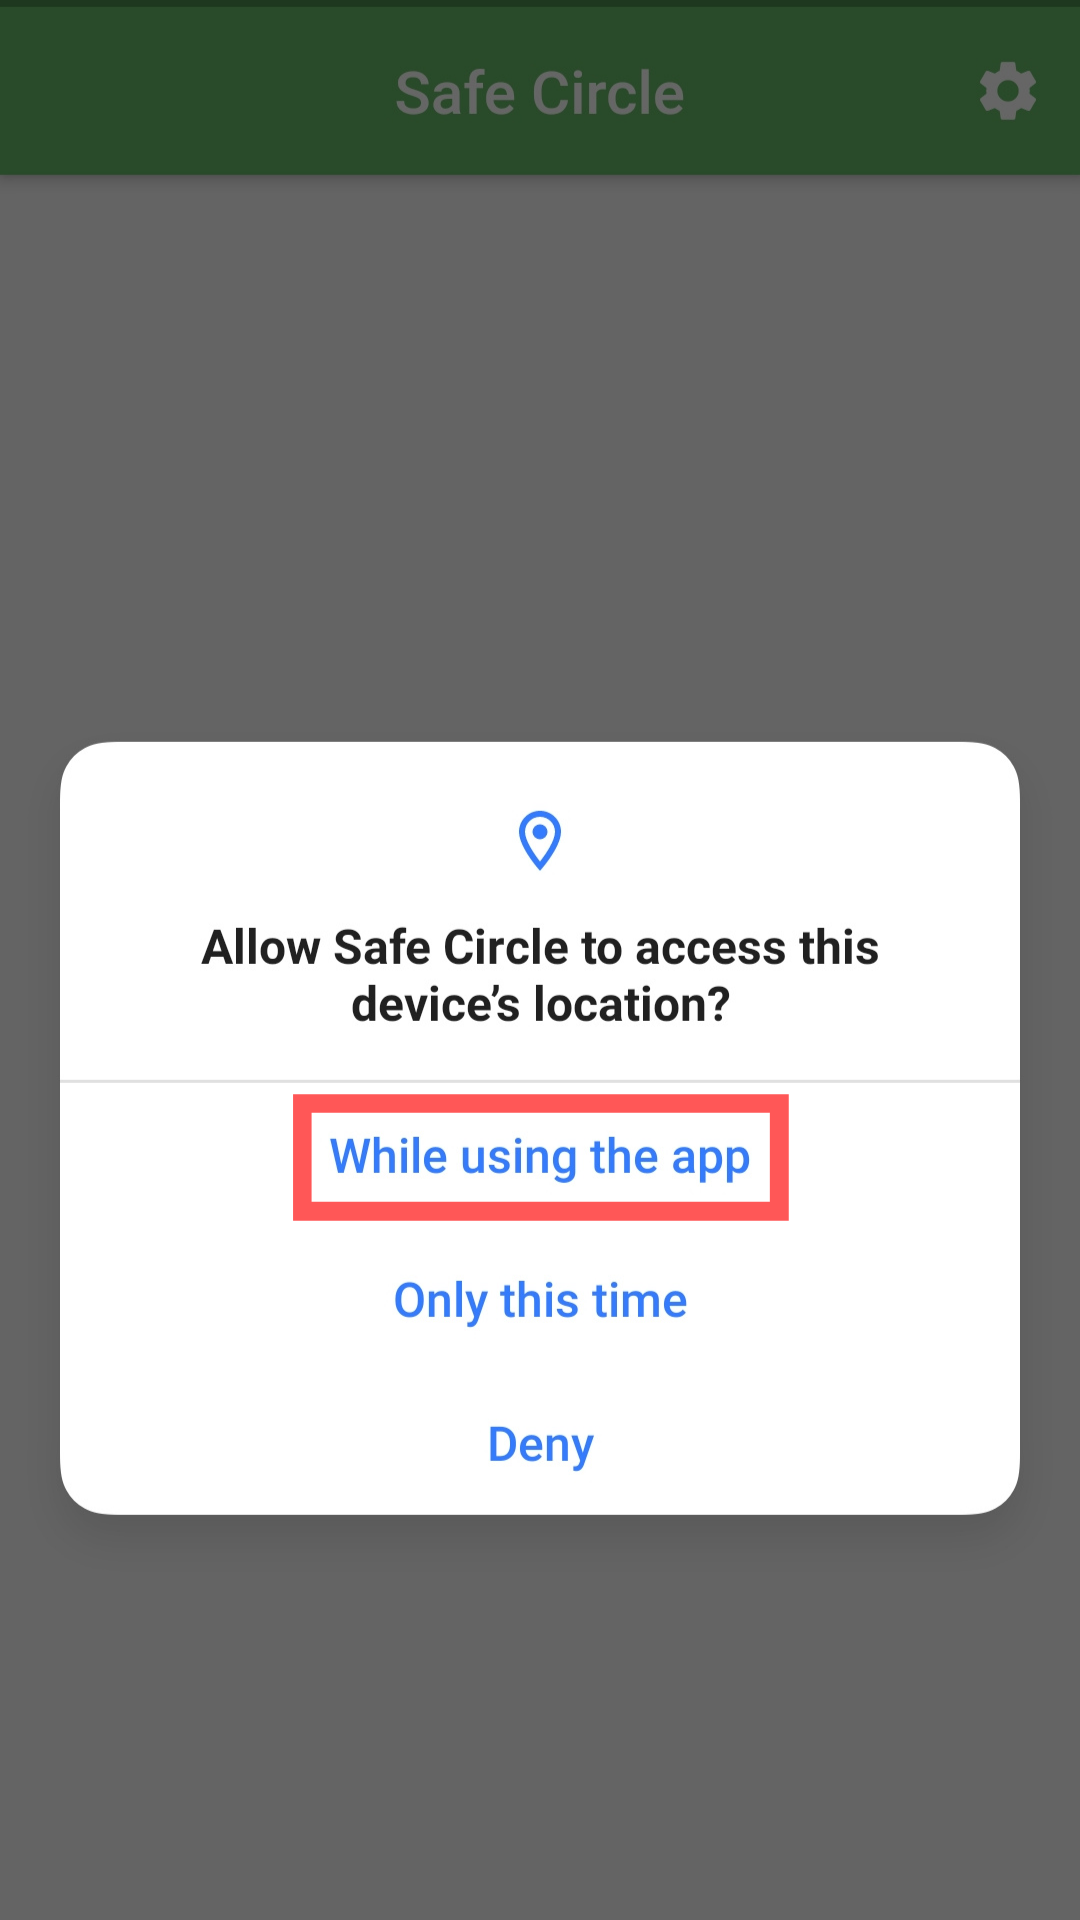 Safe Circle
Allow Safe Circle to access this
device’s location?
While using the app
Only this time
Deny